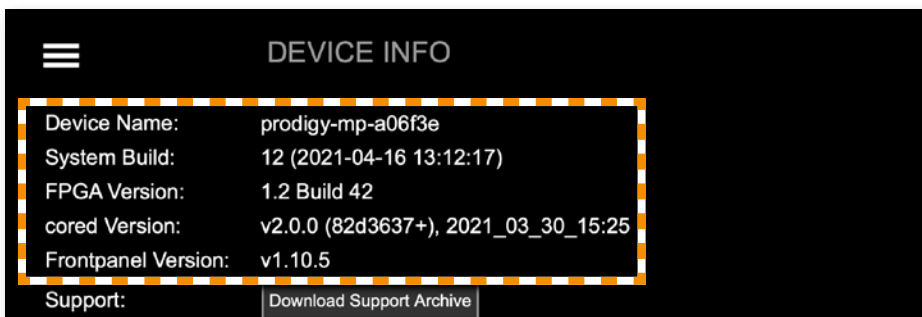 DEVICE INFO
Device Name: prodigy-mp-a06f3e
System Build: 12 (2021-04-16 13:12:17)
FPGA Version: 1.2 Build 42
cored Version: v2.0.0 (82d3637+), 2021_03_30_15:25
Frontpanel Version: v1.10.5
Support: Download Support Archive